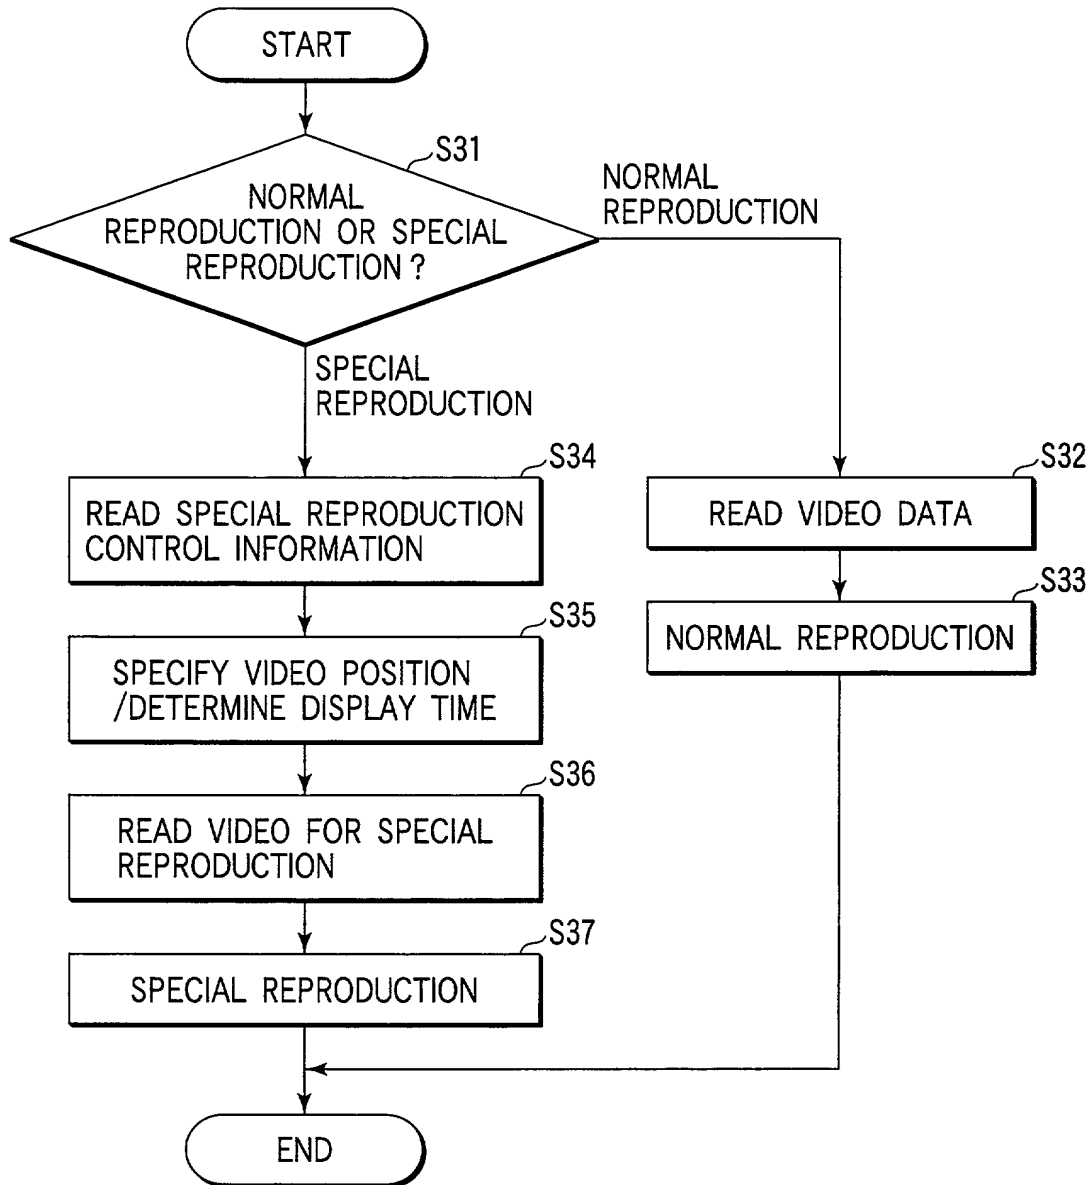 START
S31
NORMAL
REPRODUCTION OR SPECIAL
REPRODUCTION ?
NORMAL
REPRODUCTION
SPECIAL
REPRODUCTION
S34
READ SPECIAL REPRODUCTION
CONTROL INFORMATION
S32
READ VIDEO DATA
S33
NORMAL REPRODUCTION
S35
SPECIFY VIDEO POSITION
/DETERMINE DISPLAY TIME
S36
READ VIDEO FOR SPECIAL
REPRODUCTION
S37
SPECIAL REPRODUCTION
END